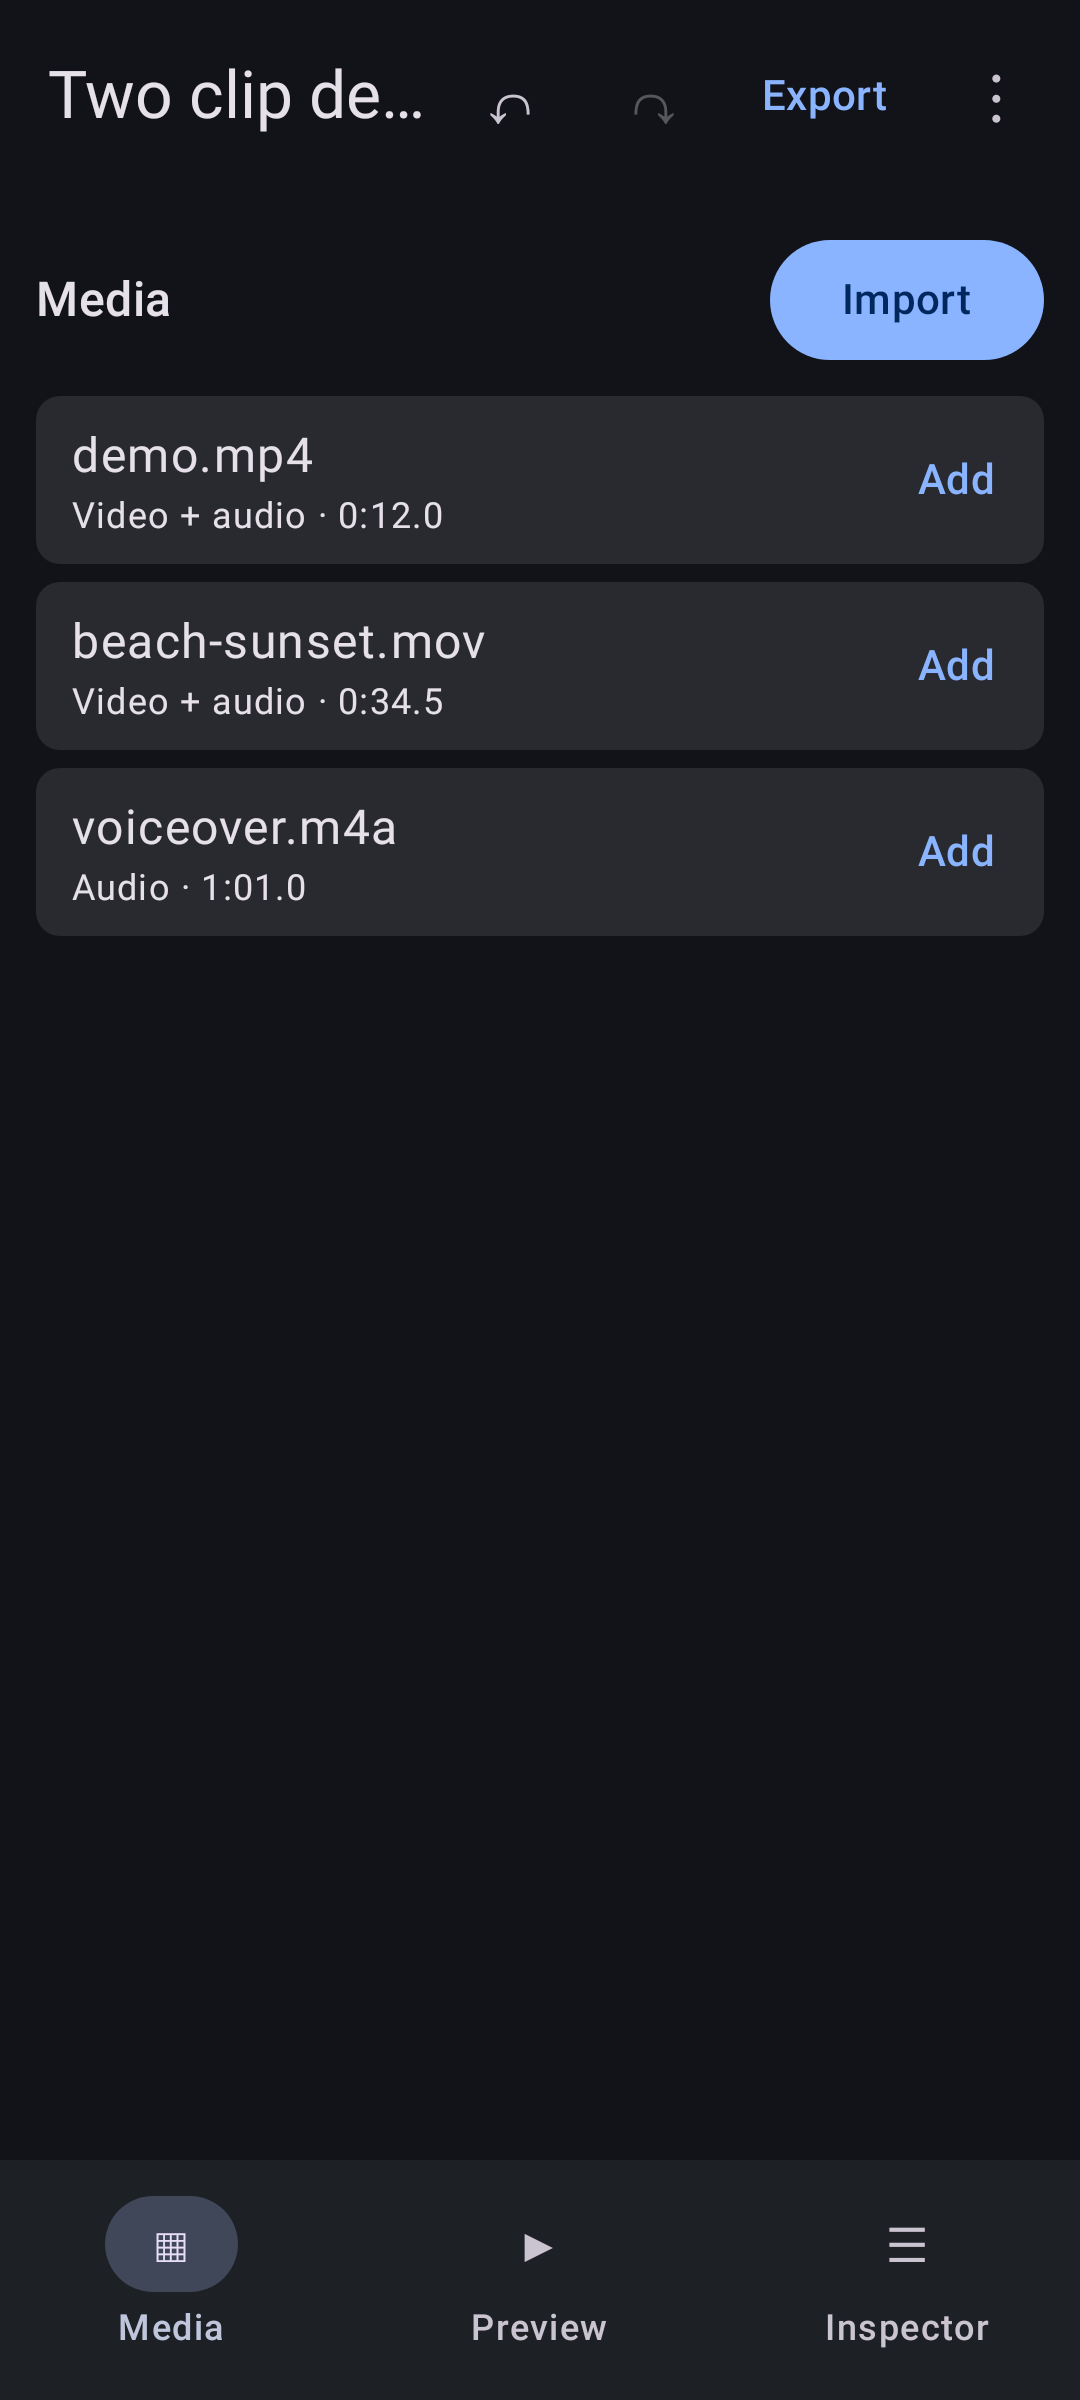 Two clip de…
Export
Media
Import
demo.mp4
Video + audio · 0:12.0
Add
beach-sunset.mov
Video + audio · 0:34.5
Add
voiceover.m4a
Audio · 1:01.0
Add
Media
Preview
Inspector